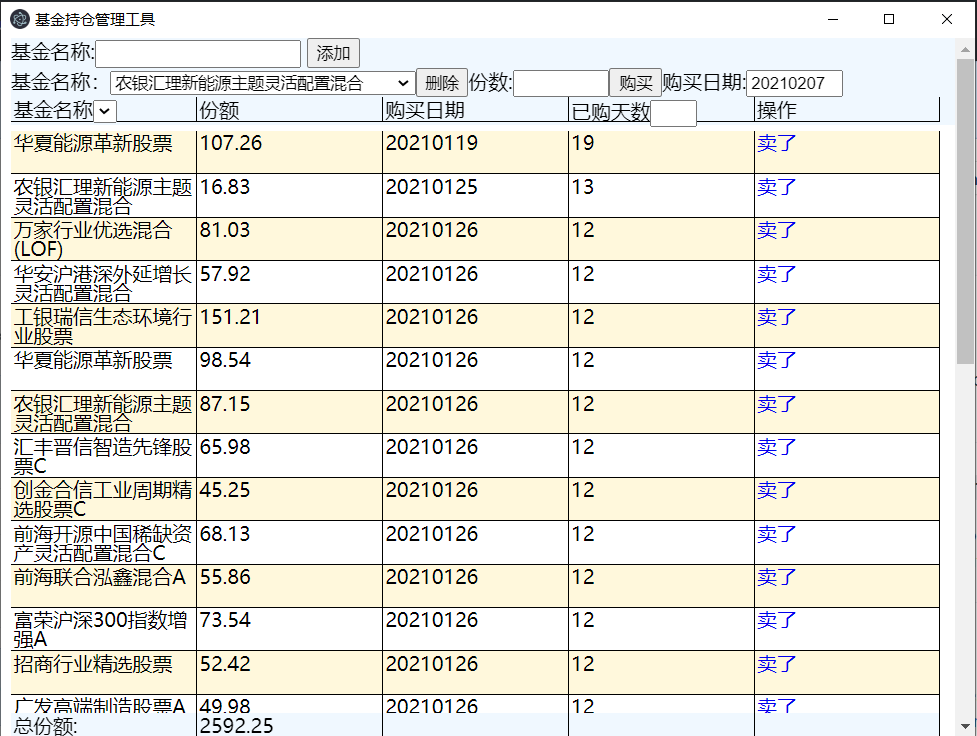 基金持仓管理工具
基金名称: 添加
基金名称： 农银汇理新能源主题灵活配置混合 删除 份数: 购买 购买日期: 20210207
基金名称 份额 购买日期 已购天数 操作
华夏能源革新股票 107.26 20210119 19 卖了
农银汇理新能源主题 16.83 20210125 13 卖了
灵活配置混合
万家行业优选混合 81.03 20210126 12 卖了
(LOF)
华安沪港深外延增长 57.92 20210126 12 卖了
灵活配置混合
工银瑞信生态环境行 151.21 20210126 12 卖了
业股票
华夏能源革新股票 98.54 20210126 12 卖了
农银汇理新能源主题 87.15 20210126 12 卖了
灵活配置混合
汇丰晋信智造先锋股 65.98 20210126 12 卖了
票C
创金合信工业周期精 45.25 20210126 12 卖了
选股票C
前海开源中国稀缺资 68.13 20210126 12 卖了
产灵活配置混合C
前海联合泓鑫混合A 55.86 20210126 12 卖了
富荣沪深300指数增 73.54 20210126 12 卖了
强A
招商行业精选股票 52.42 20210126 12 卖了
广发高端制造股票A 49.98 20210126 12 卖了
总份额: 2592.25